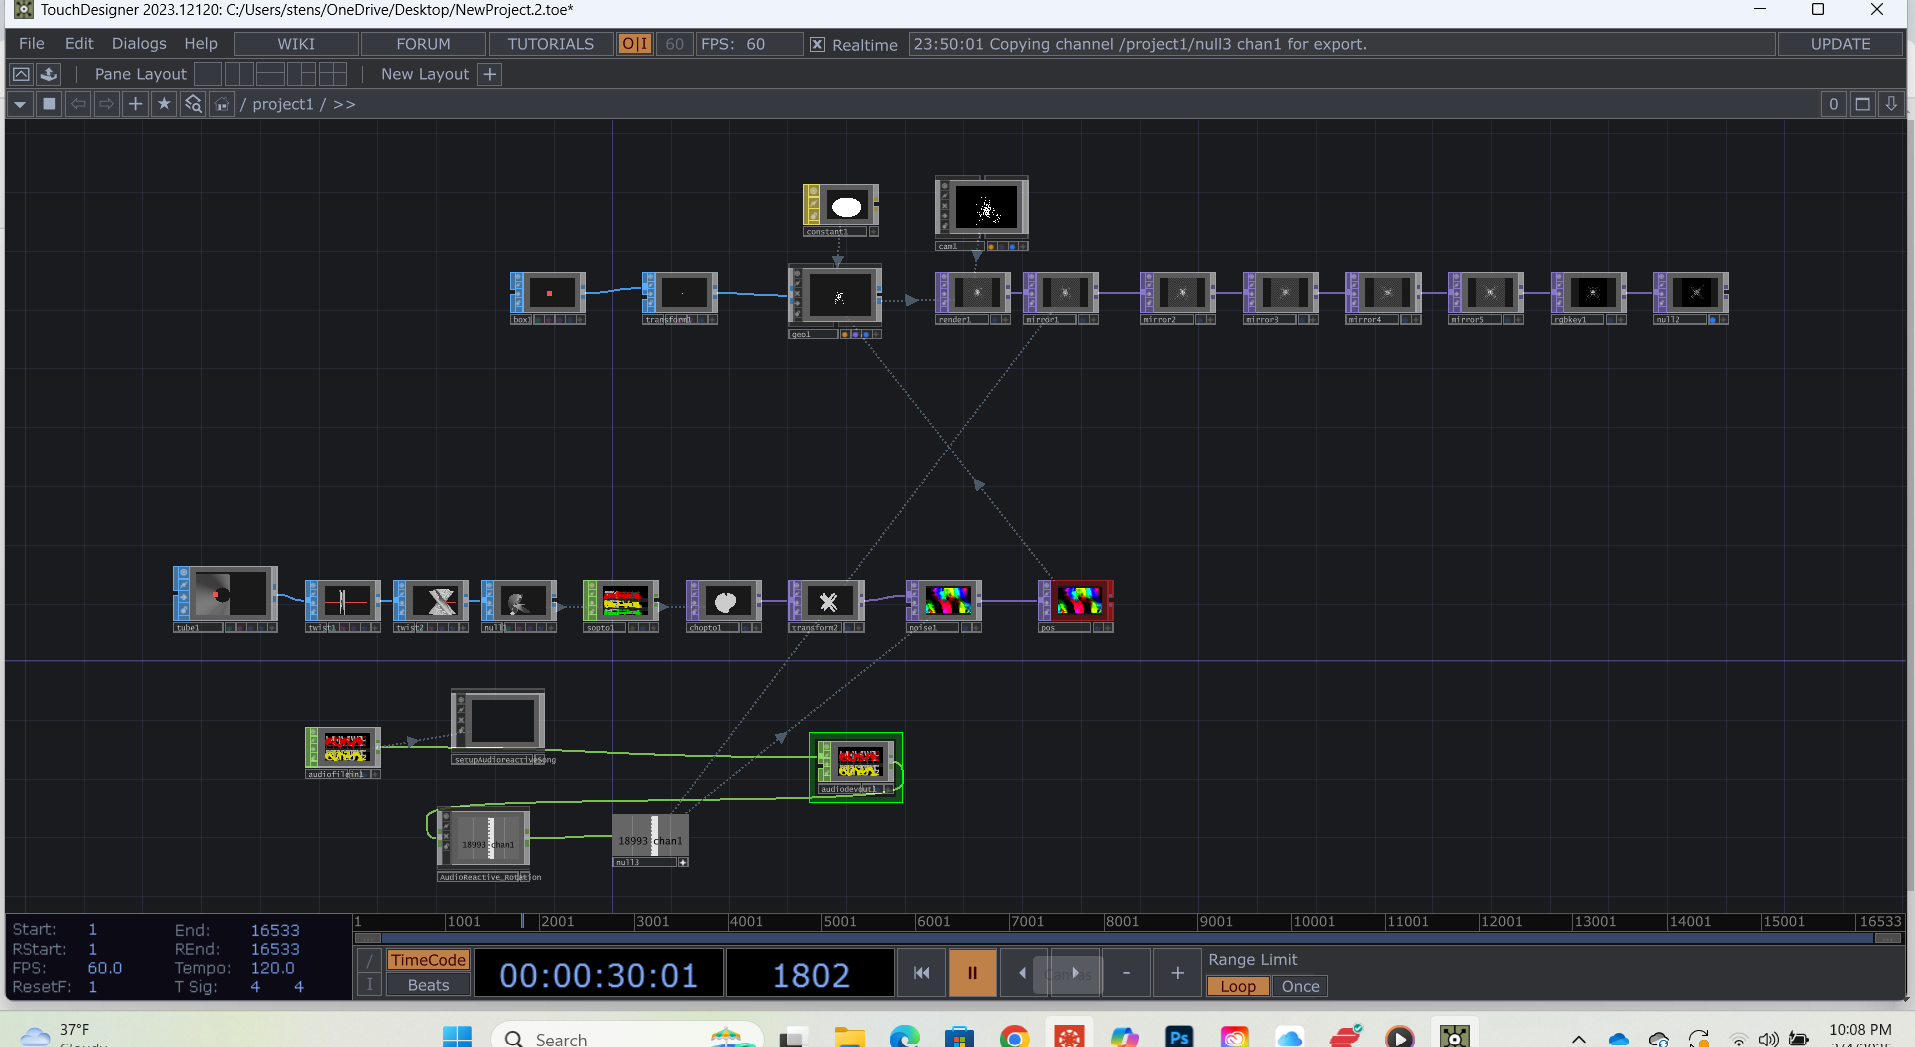 TouchDesigner 2023.12120: C:/Users/stens/OneDrive/Desktop/NewProject.2.toe*
File Edit Dialogs Help WIKI FORUM TUTORIALS O|I 60 FPS: 60 Realtime 23:50:01 Copying channel /project1/null3 chan1 for export. UPDATE
Pane Layout New Layout +
/ project1 / >> 0
constant1
cam1
box1 transform1 geo1 render1 mirror1 mirror2 mirror3 mirror4 mirror5 rgbkey1 null2
tube1 twist1 twist2 null1 sopto1 chopto1 transform2 noise1 pos
setupAudioreactiveSong
audiofilein1
audiodevout1
18993 chan1
18993 chan1
null3
AudioReactive_Rotation
1 1001 2001 3001 4001 5001 6001 7001 8001 9001 10001 11001 12001 13001 14001 15001 16533
Start: 1 End: 16533
RStart: 1 REnd: 16533
FPS: 60.0 Tempo: 120.0
ResetF: 1 T Sig: 4 4
/ TimeCode
I Beats
00:00:30:01 1802
- +
Range Limit
Loop Once
37°F
Search
Ps
10:08 PM